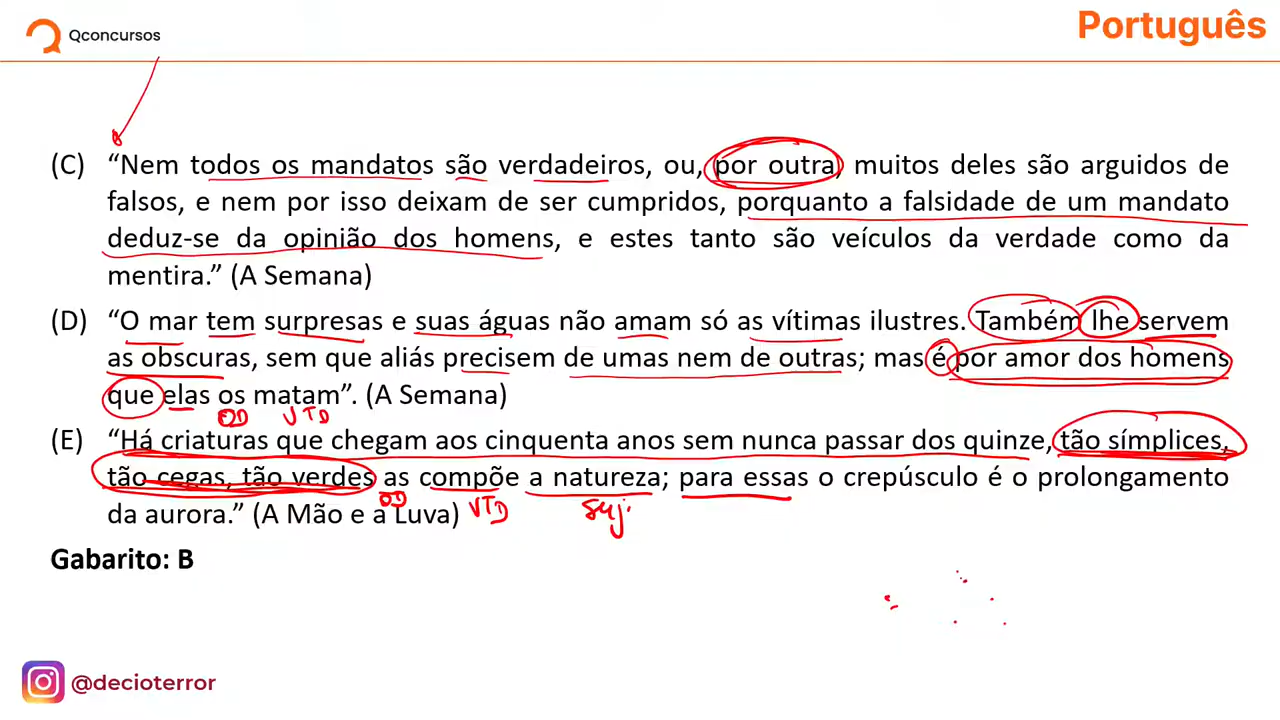 Qconcursos
Português
(C) “Nem todos os mandatos são verdadeiros, ou, por outra, muitos deles são arguidos de
falsos, e nem por isso deixam de ser cumpridos, porquanto a falsidade de um mandato
deduz-se da opinião dos homens, e estes tanto são veículos da verdade como da
mentira.” (A Semana)
(D) “O mar tem surpresas e suas águas não amam só as vítimas ilustres. Também lhe servem
as obscuras, sem que aliás precisem de umas nem de outras; mas é por amor dos homens
que elas os matam”. (A Semana)
OD VTD
(E) “Há criaturas que chegam aos cinquenta anos sem nunca passar dos quinze, tão símplices,
tão cegas, tão verdes as compõe a natureza; para essas o crepúsculo é o prolongamento
da aurora.” (A Mão e a Luva)
OD VTD suj.
Gabarito: B
@decioterror